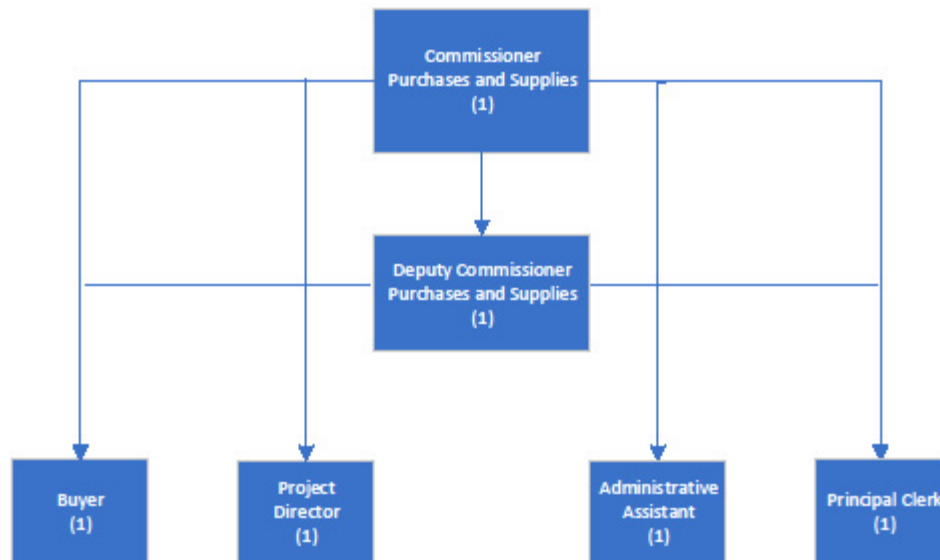 Commissioner
Purchases and Supplies
(1)
Deputy Commissioner
Purchases and Supplies
(1)
Buyer
(1)
Project
Director
(1)
Administrative
Assistant
(1)
Principal Clerk
(1)